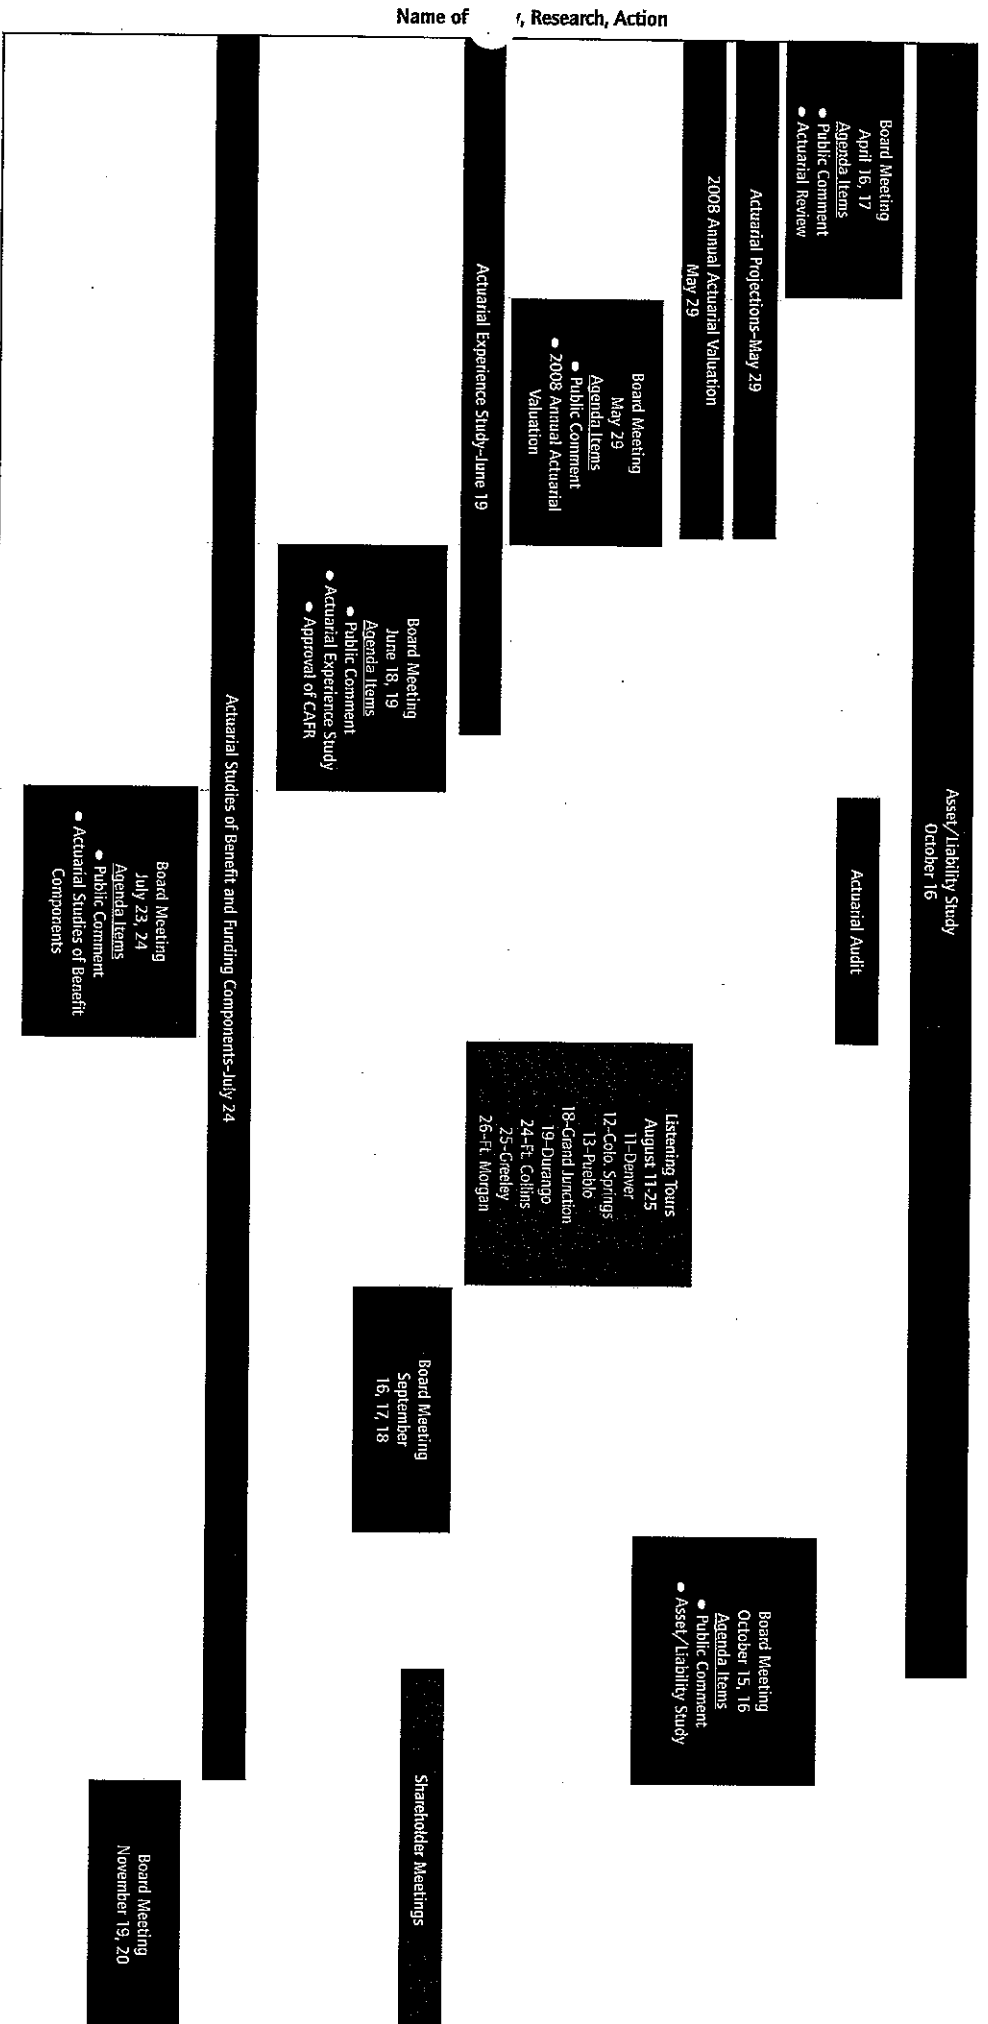 Name of
, Research, Action
Asset/Liability Study
October 16
Board Meeting
April 16, 17
Agenda Items
• Public Comment
• Actuarial Review
Actuarial Audit
Actuarial Projections–May 29
2008 Annual Actuarial Valuation
May 29
Board Meeting
October 15, 16
Agenda Items
• Public Comment
• Asset/Liability Study
Board Meeting
May 29
Agenda Items
• Public Comment
• 2008 Annual Actuarial
Valuation
Listening Tours
August 11-25
11–Denver
12–Colo. Springs
13–Pueblo
18–Grand Junction
19–Durango
24–Ft. Collins
25–Greeley
26–Ft. Morgan
Actuarial Experience Study–June 19
Shareholder Meetings
Board Meeting
June 18, 19
Agenda Items
• Public Comment
• Actuarial Experience Study
• Approval of CAFR
Board Meeting
September
16, 17, 18
Actuarial Studies of Benefit and Funding Components–July 24
Board Meeting
July 23, 24
Agenda Items
• Public Comment
• Actuarial Studies of Benefit
Components
Board Meeting
November 19, 20